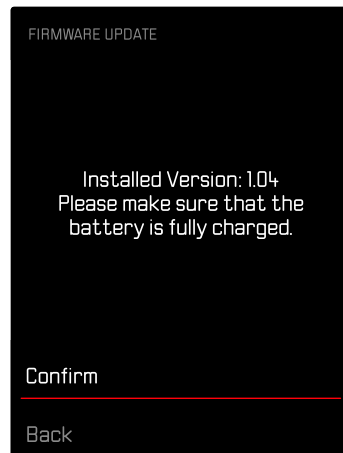 FIRMWARE UPDATE
Installed Version: 1.04
Please make sure that the
battery is fully charged.
Confirm
Back